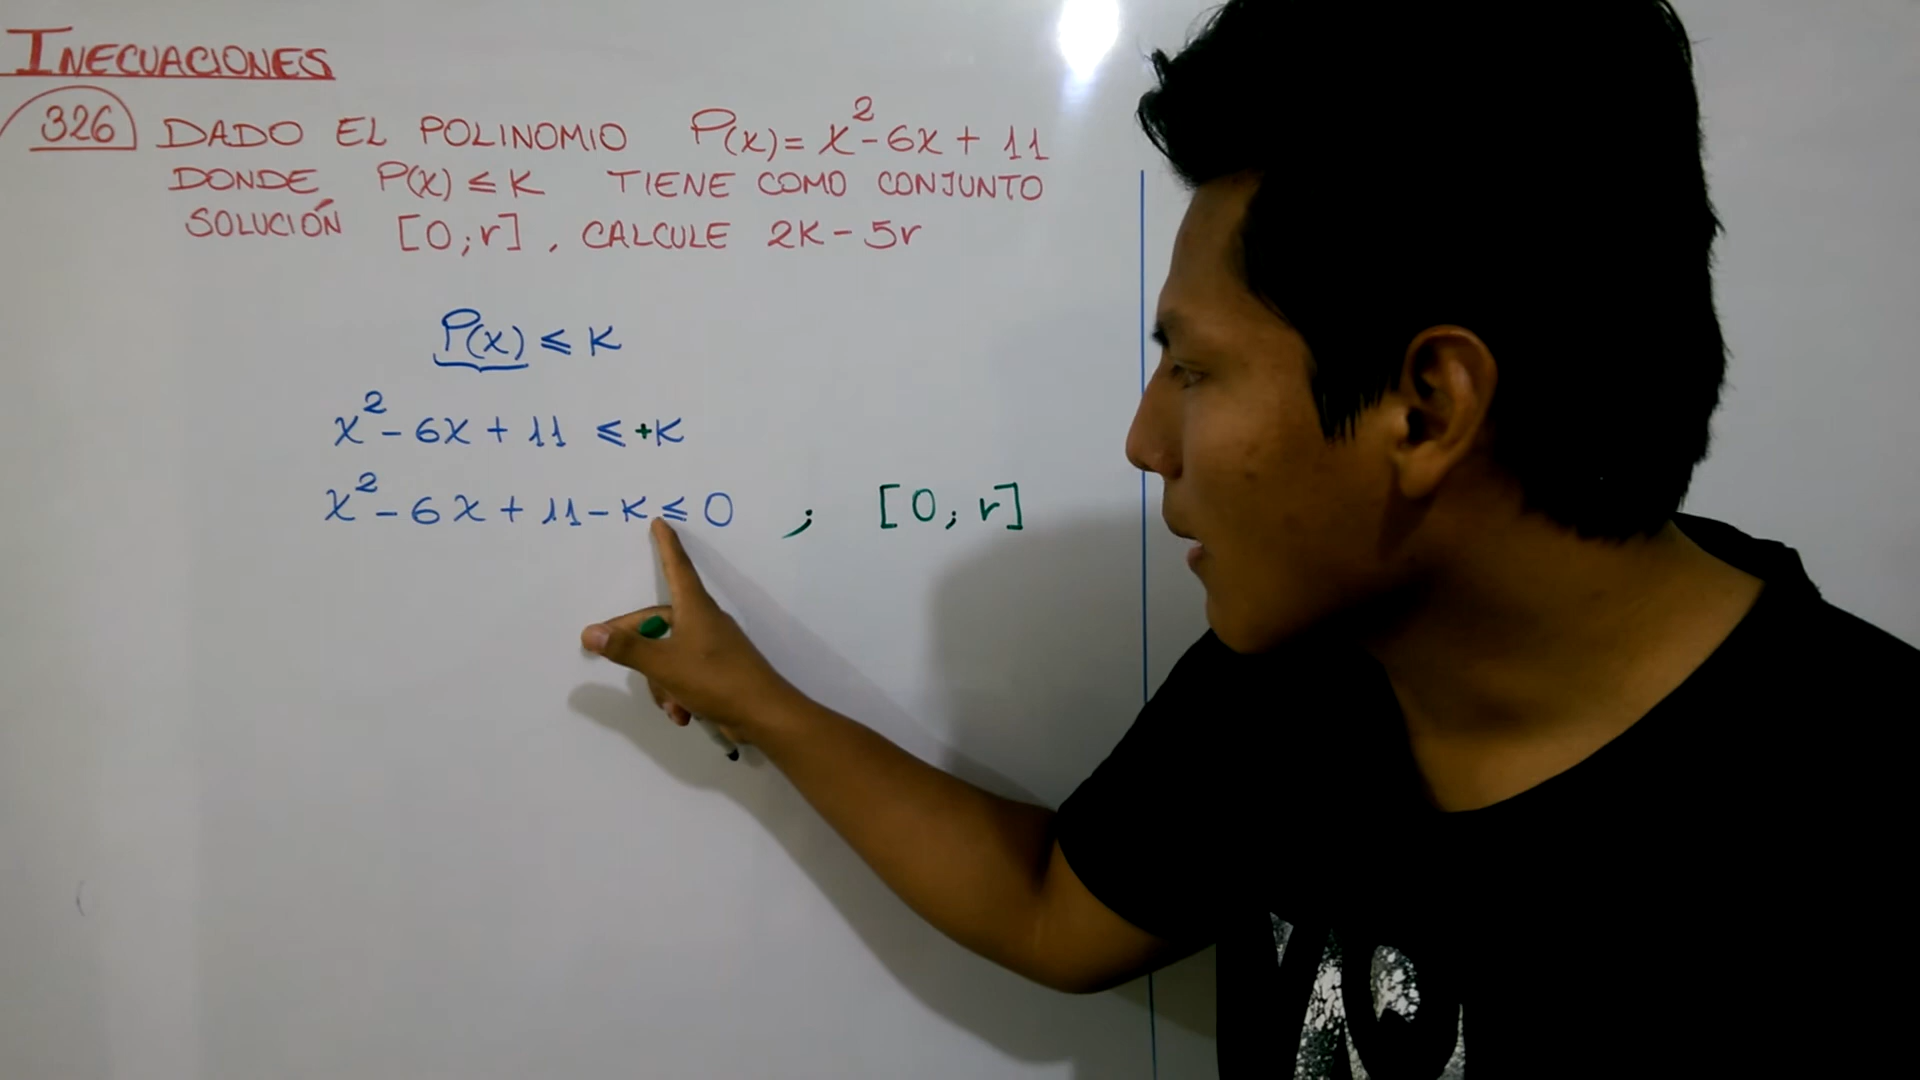 INECUACIONES
326 DADO EL POLINOMIO P(x) = x² - 6x + 11
DONDE P(x) ≤ K TIENE COMO CONJUNTO
SOLUCIÓN [0; r] , CALCULE 2K - 5r
P(x) ≤ K
x² - 6x + 11 ≤ +K
x² - 6x + 11 - K ≤ 0 ; [0; r]